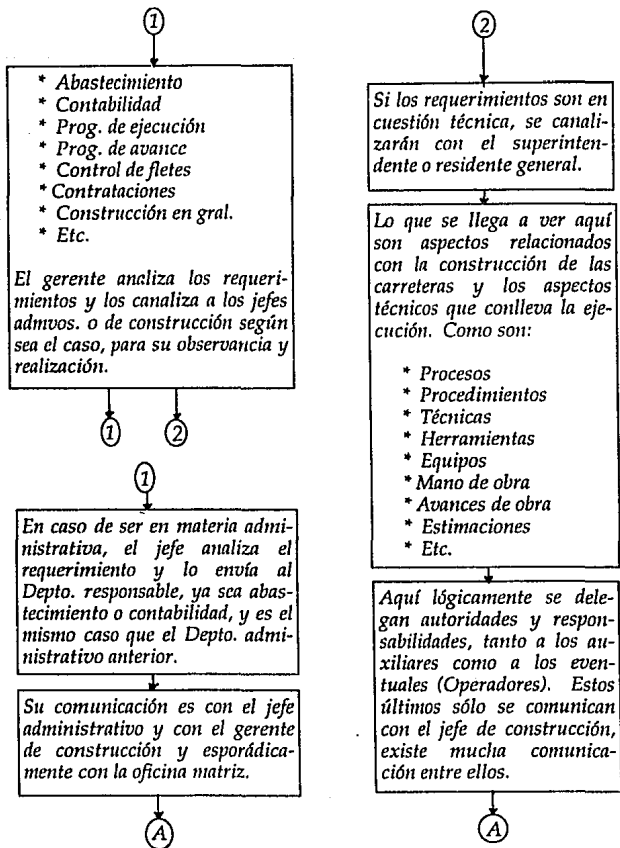 1
* Abastecimiento
* Contabilidad
* Prog. de ejecución
* Prog. de avance
* Control de fletes
* Contrataciones
* Construcción en gral.
* Etc.
El gerente analiza los requeri-
mientos y los canaliza a los jefes
admvos. o de construcción según
sea el caso, para su observancia y
realización.
1 2
1
En caso de ser en materia admi-
nistrativa, el jefe analiza el
requerimiento y lo envía al
Depto. responsable, ya sea abas-
tecimiento o contabilidad, y es el
mismo caso que el Depto. admi-
nistrativo anterior.
Su comunicación es con el jefe
administrativo y con el gerente
de construcción y esporádica-
mente con la oficina matriz.
A
2
Si los requerimientos son en
cuestión técnica, se canali-
zarán con el superinten-
dente o residente general.
Lo que se llega a ver aquí
son aspectos relacionados
con la construcción de las
carreteras y los aspectos
técnicos que conlleva la eje-
cución. Como son:
* Procesos
* Procedimientos
* Técnicas
* Herramientas
* Equipos
* Mano de obra
* Avances de obra
* Estimaciones
* Etc.
Aquí lógicamente se dele-
gan autoridades y respon-
sabilidades, tanto a los au-
xiliares como a los even-
tuales (Operadores). Estos
últimos sólo se comunican
con el jefe de construcción,
existe mucha comunica-
ción entre ellos.
A